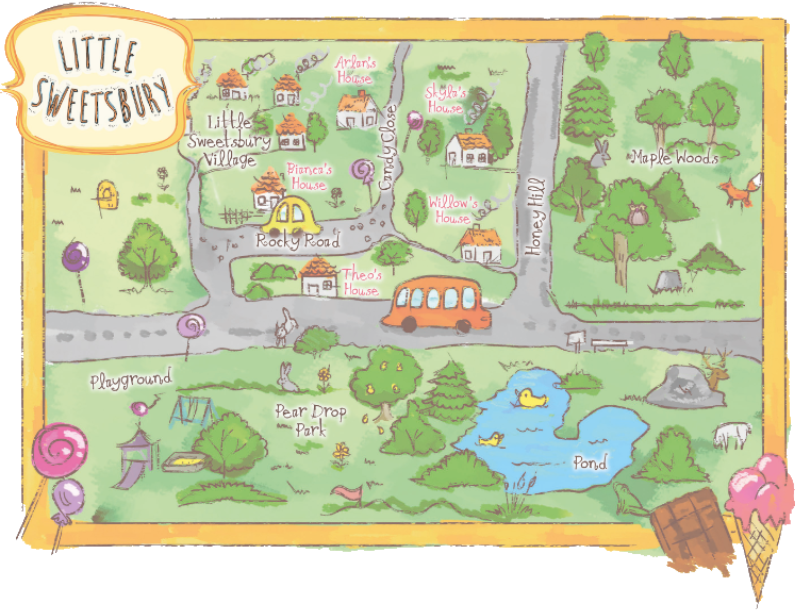 LITTLE
SWEETSBURY
Arlan's
House
Skyla's
House
Little
Sweetsbury
Village
Candy Close
Maple Woods
Bianca's
House
Willow's
House
Honey Hill
Rocky Road
Theo's
House
Playground
Pear Drop
Park
Pond